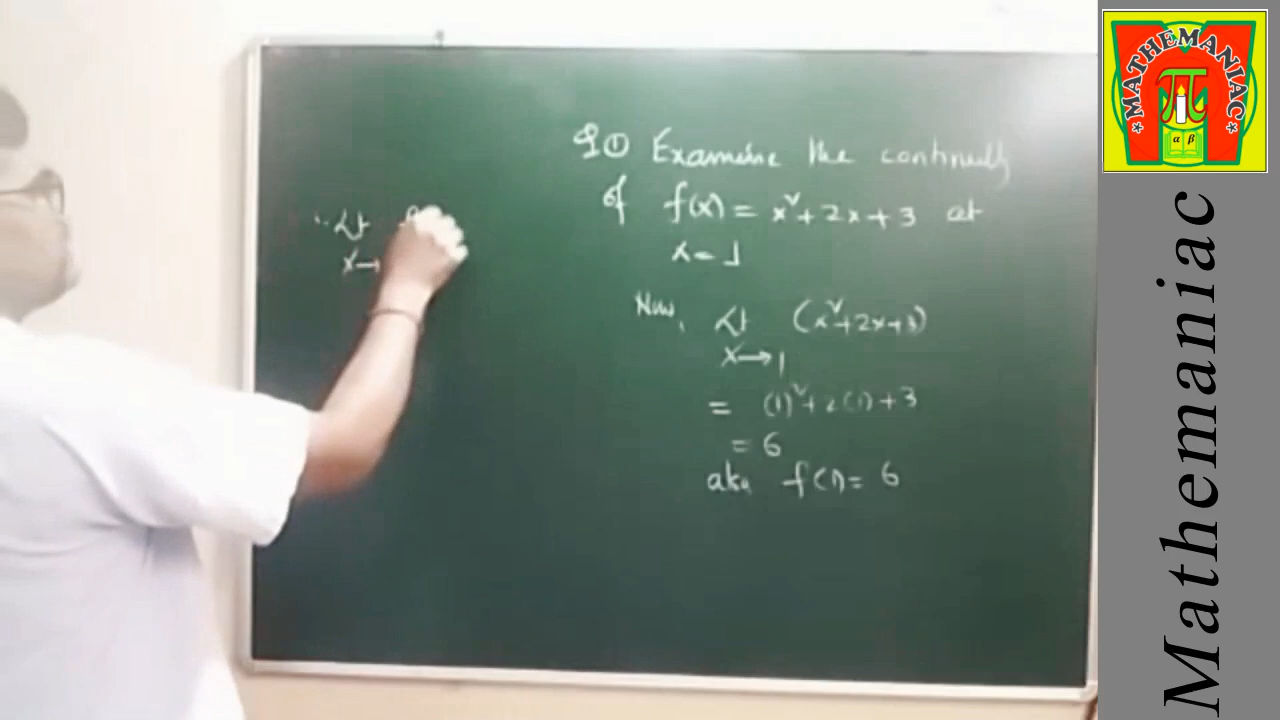 Q① Examine the continuity
of f(x) = x²+2x+3 at
x = 1
Now, Lt (x²+2x+3)
x→1
= (1)²+2(1)+3
= 6
also f(1) = 6
∵ Lt
x→
MATHEMANIAC
π
α β
Mathemaniac